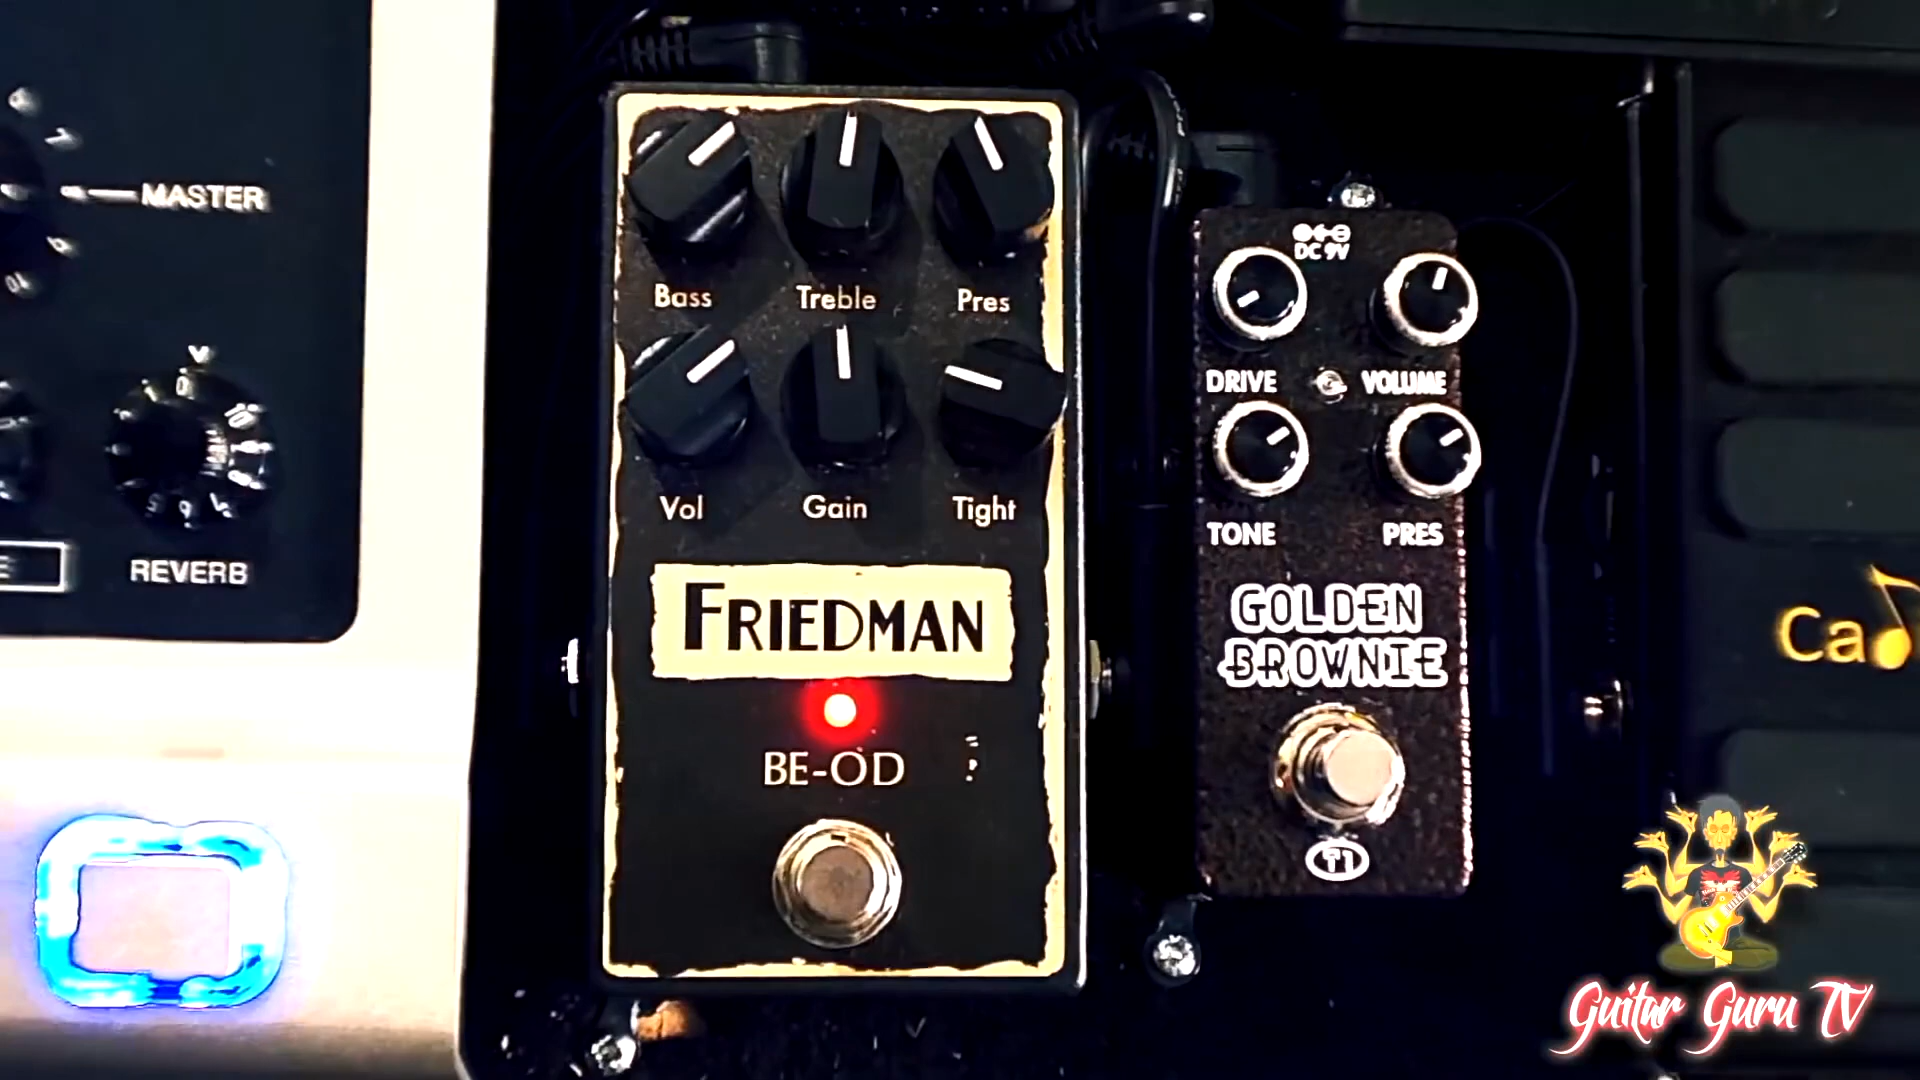 MASTER
REVERB
Bass Treble Pres
Vol Gain Tight
FRIEDMAN
BE-OD
DC 9V
DRIVE VOLUME
TONE PRES
GOLDEN
BROWNIE
Ca
Guitar Guru TV